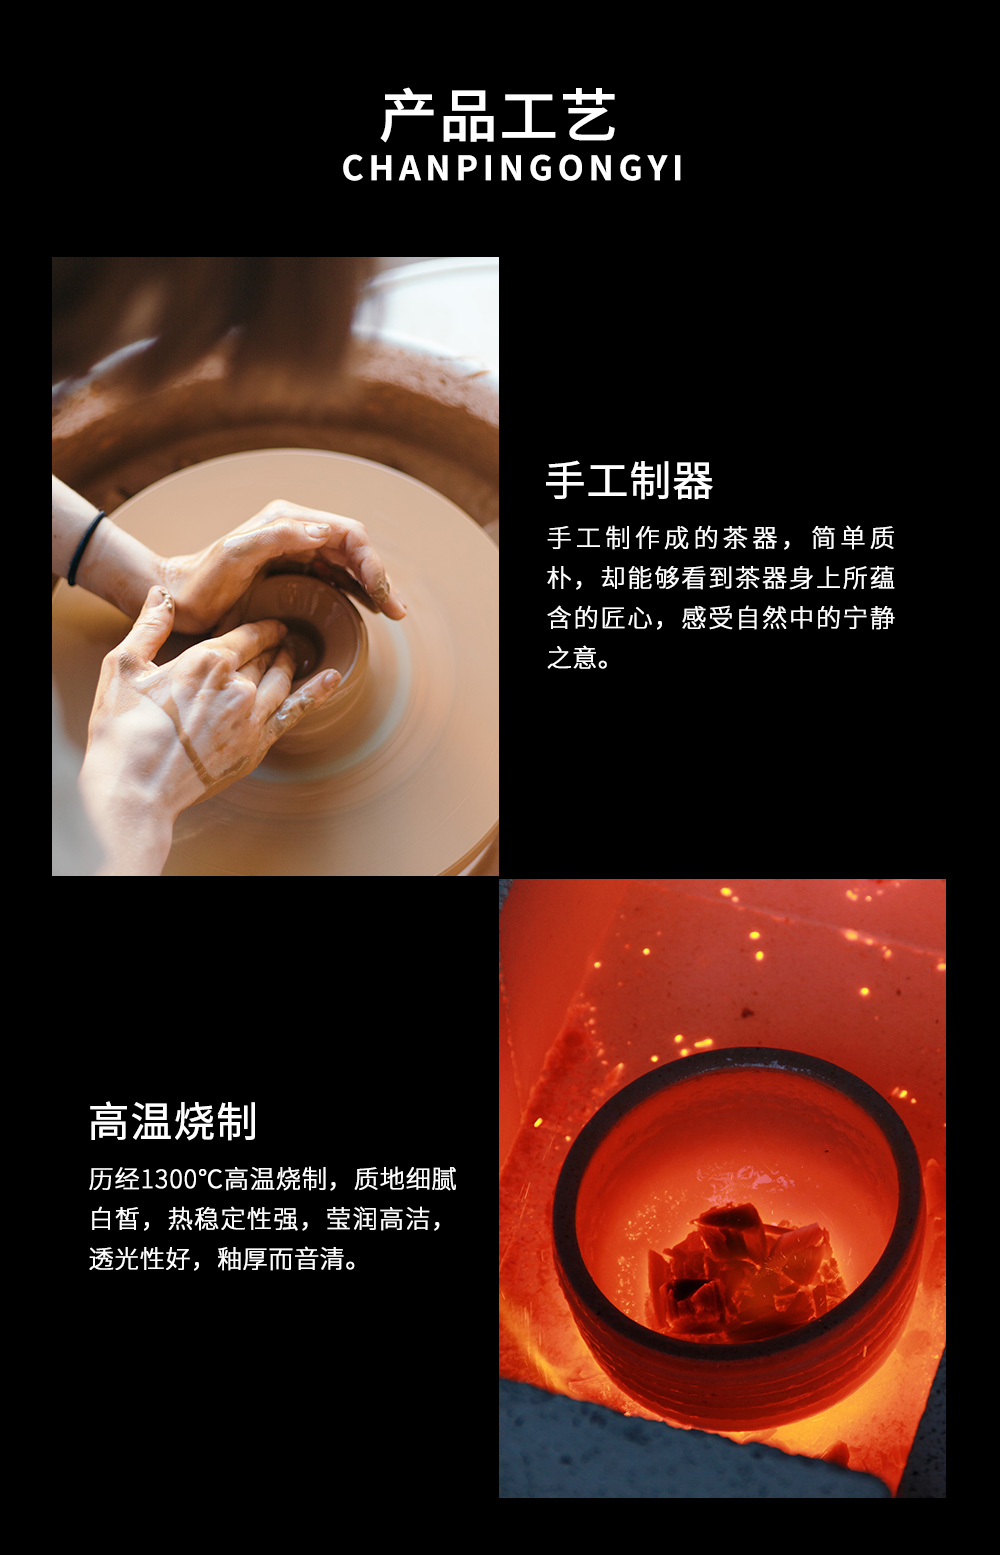 产品工艺
CHANPINGONGYI
手工制器
手工制作成的茶器，简单质
朴，却能够看到茶器身上所蕴
含的匠心，感受自然中的宁静
之意。
高温烧制
历经1300℃高温烧制，质地细腻
白皙，热稳定性强，莹润高洁，
透光性好，釉厚而音清。